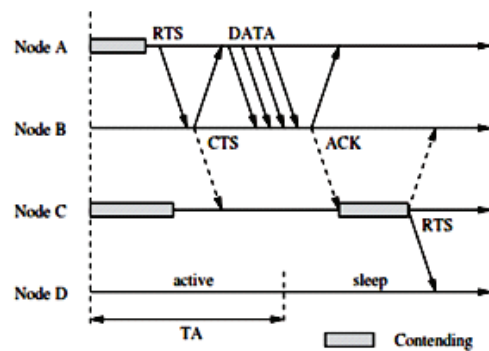 RTS DATA
Node A
Node B
CTS ACK
Node C
RTS
active sleep
Node D
TA
Contending